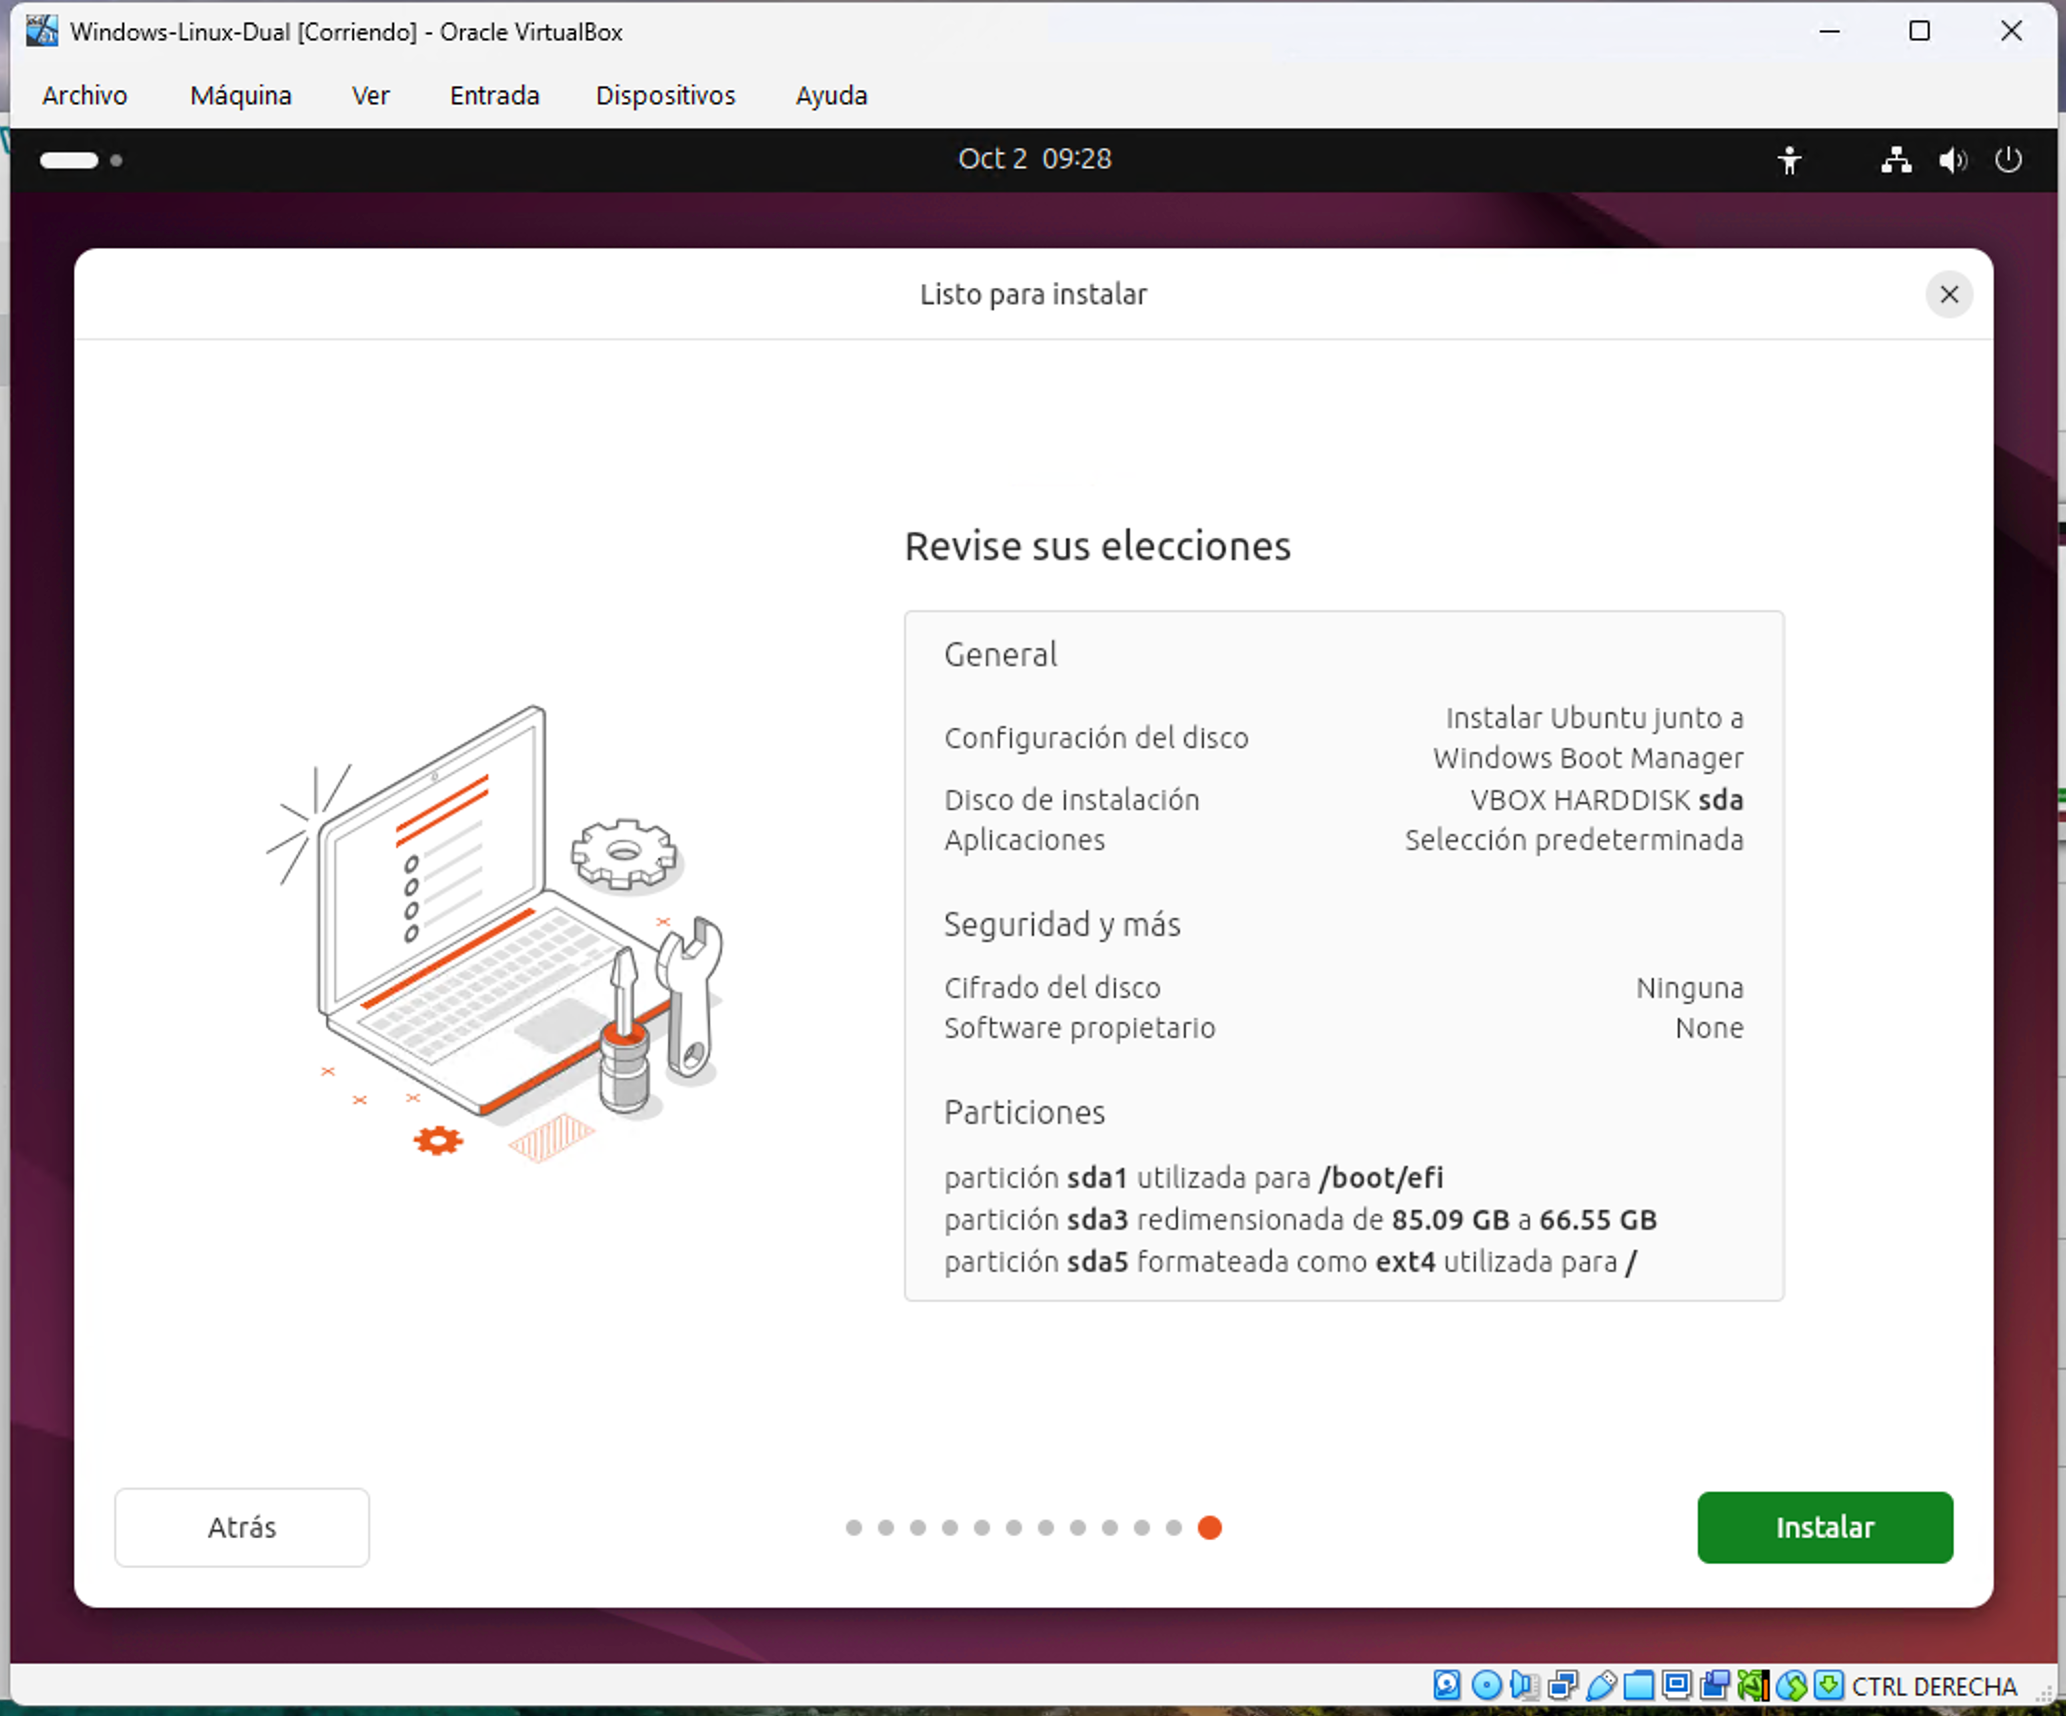 Windows-Linux-Dual [Corriendo] - Oracle VirtualBox
Archivo Máquina Ver Entrada Dispositivos Ayuda
Oct 2 09:28
Listo para instalar
Revise sus elecciones
General
Configuración del disco
Instalar Ubuntu junto a
Windows Boot Manager
Disco de instalación VBOX HARDDISK sda
Aplicaciones Selección predeterminada
Seguridad y más
Cifrado del disco Ninguna
Software propietario None
Particiones
partición sda1 utilizada para /boot/efi
partición sda3 redimensionada de 85.09 GB a 66.55 GB
partición sda5 formateada como ext4 utilizada para /
Atrás
Instalar
CTRL DERECHA